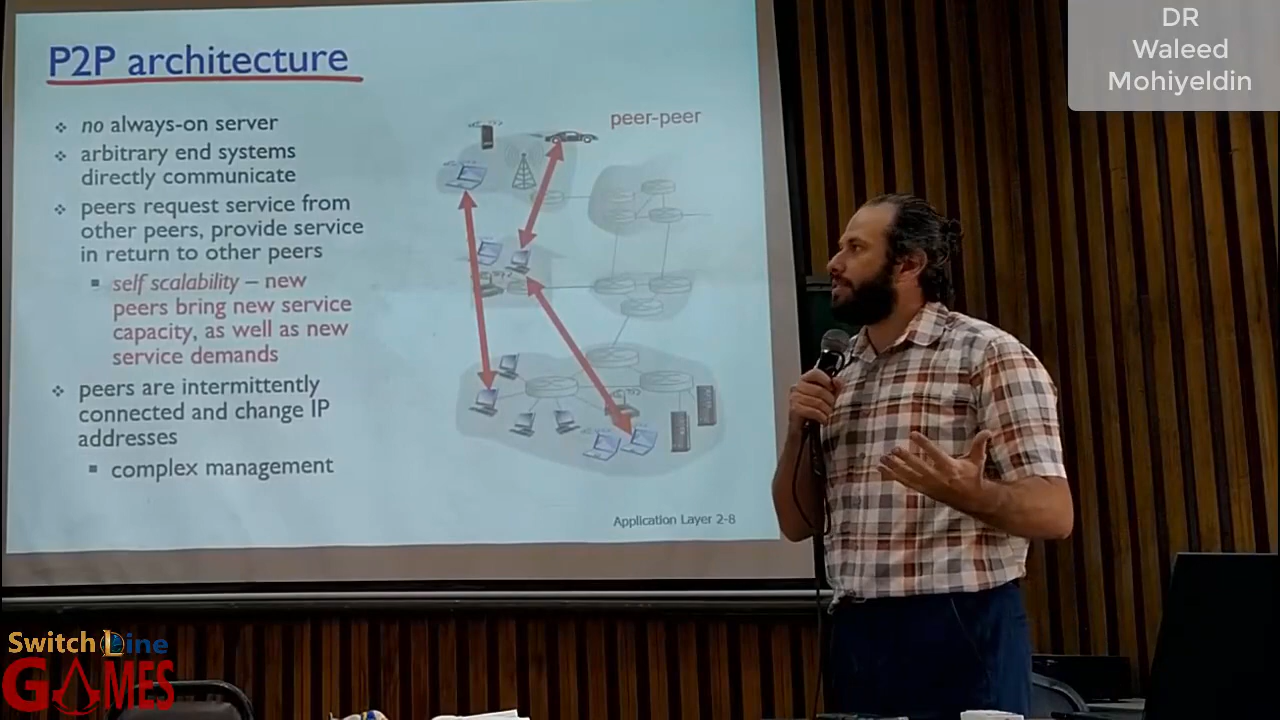 DR
Waleed
Mohiyeldin
P2P architecture
no always-on server
arbitrary end systems
directly communicate
peers request service from
other peers, provide service
in return to other peers
self scalability – new
peers bring new service
capacity, as well as new
service demands
peers are intermittently
connected and change IP
addresses
complex management
peer-peer
Application Layer 2-8
Switch Line
GAMES